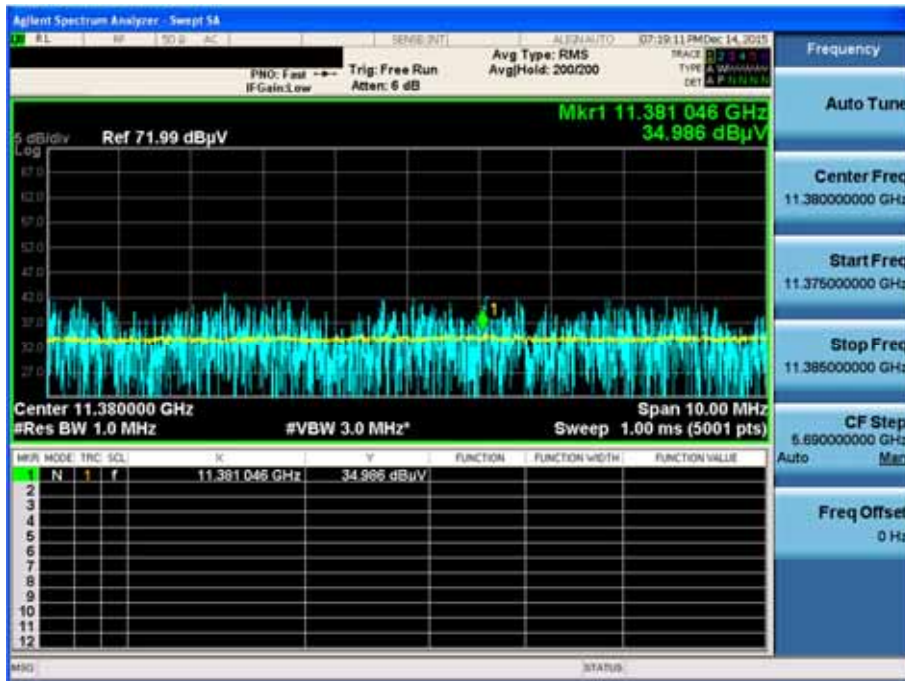 Agilent Spectrum Analyzer - Swept SA
RL RF 50 Ω AC SENSE:INT ALIGN AUTO 07:19:11 PM Dec 14, 2015
Frequency
Avg Type: RMS
TRACE 1 2 3 4 5 6
PNO: Fast Trig: Free Run Avg|Hold: 200/200
TYPE A W
IFGain:Low Atten: 6 dB
DET A P N N N N
Auto Tune
Mkr1 11.381 046 GHz
34.986 dBµV
5 dB/div Ref 71.99 dBµV
Log
67.0
62.0
57.0
52.0
47.0
42.0
37.0
32.0
27.0
1
Center Freq
11.380000000 GHz
Start Freq
11.375000000 GHz
Stop Freq
11.385000000 GHz
Center 11.380000 GHz Span 10.00 MHz
#Res BW 1.0 MHz #VBW 3.0 MHz* Sweep 1.00 ms (5001 pts)
CF Step
5.690000000 GHz
Auto Man
MKR MODE TRC SCL X Y FUNCTION FUNCTION WIDTH FUNCTION VALUE
1 N 1 f 11.381 046 GHz 34.986 dBµV
2
3
4
5
6
7
8
9
10
11
12
Freq Offset
0 Hz
MSG STATUS